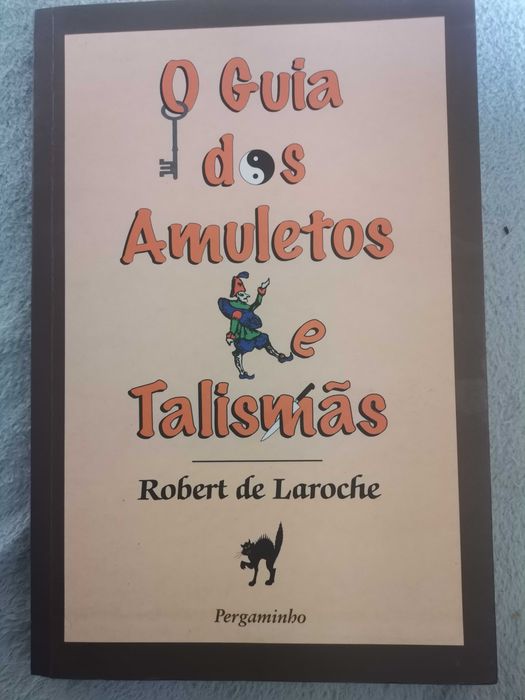 O Guia
dos
Amuletos
e
Talismãs
Robert de Laroche
Pergaminho